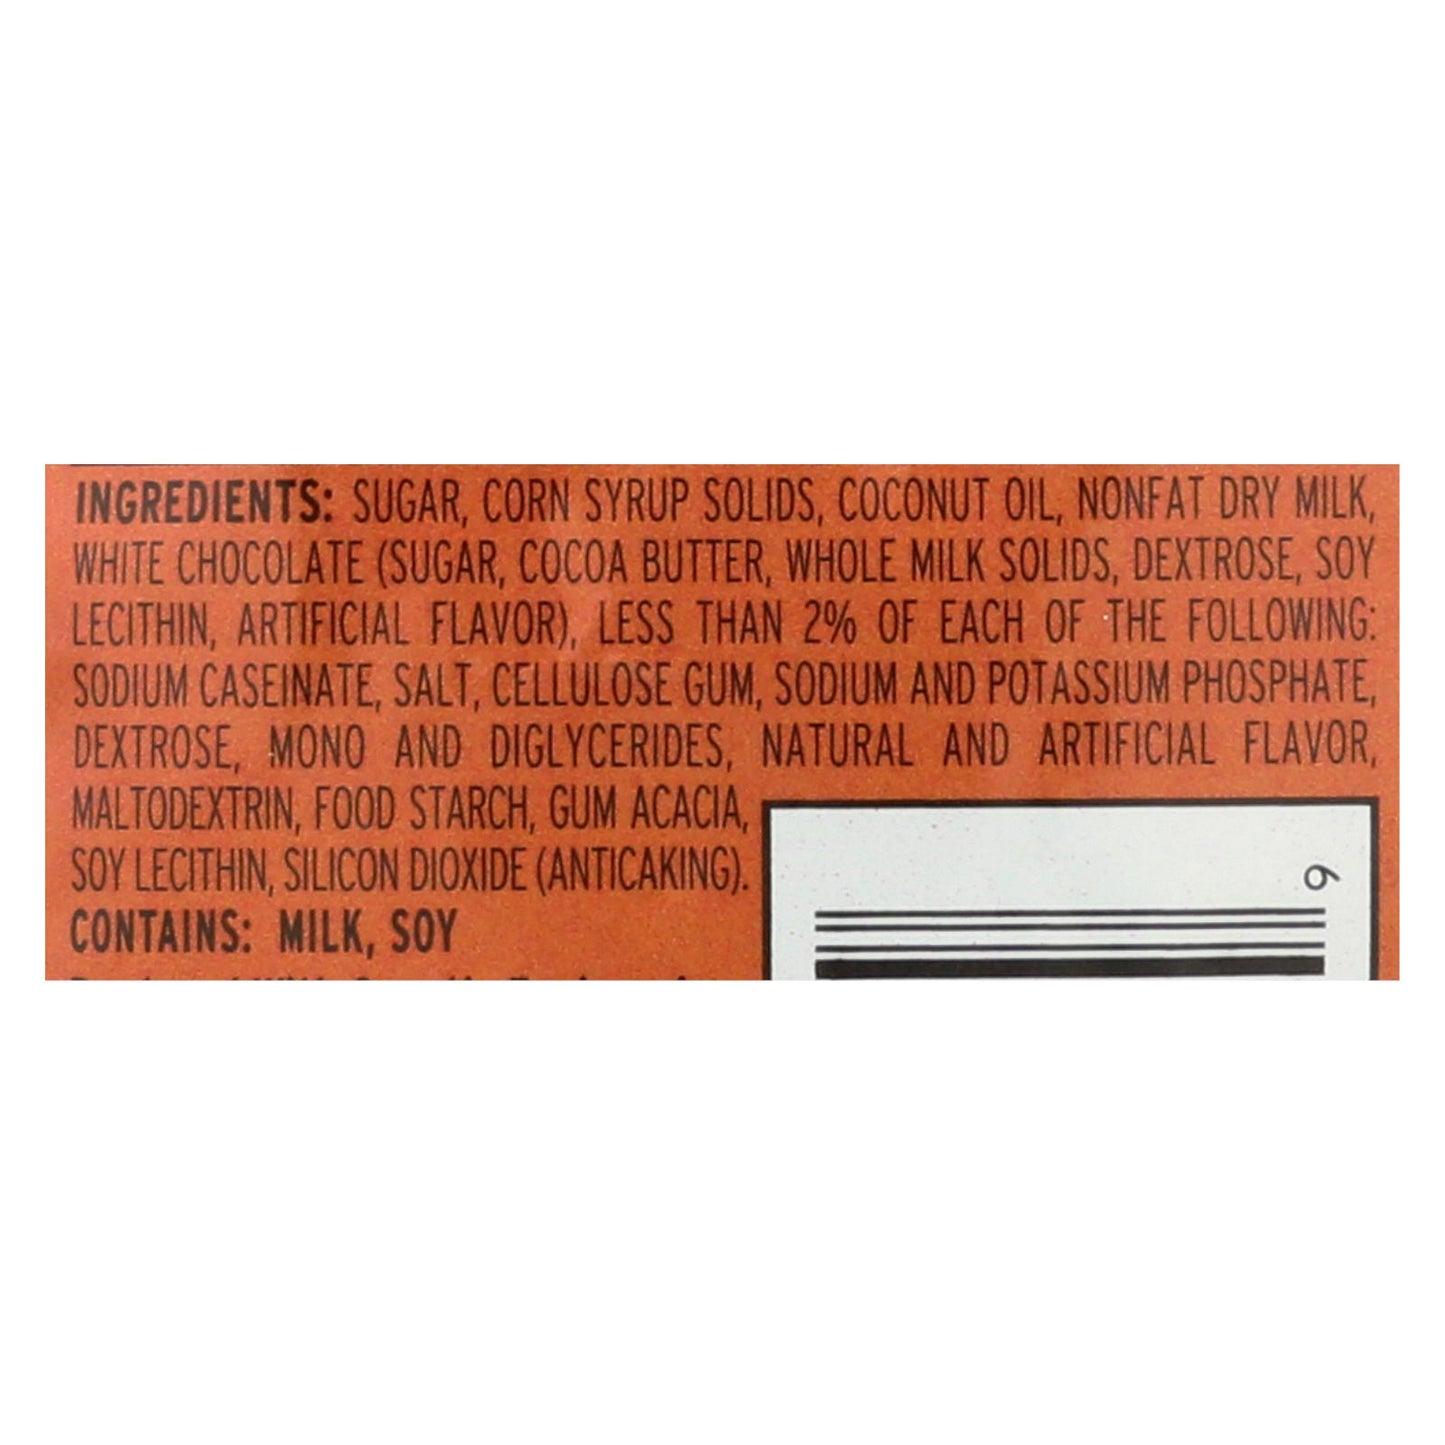 INGREDIENTS: SUGAR, CORN SYRUP SOLIDS, COCONUT OIL, NONFAT DRY MILK,
WHITE CHOCOLATE (SUGAR, COCOA BUTTER, WHOLE MILK SOLIDS, DEXTROSE, SOY
LECITHIN, ARTIFICIAL FLAVOR), LESS THAN 2% OF EACH OF THE FOLLOWING:
SODIUM CASEINATE, SALT, CELLULOSE GUM, SODIUM AND POTASSIUM PHOSPHATE,
DEXTROSE, MONO AND DIGLYCERIDES, NATURAL AND ARTIFICIAL FLAVOR,
MALTODEXTRIN, FOOD STARCH, GUM ACACIA,
SOY LECITHIN, SILICON DIOXIDE (ANTICAKING).
CONTAINS: MILK, SOY
6